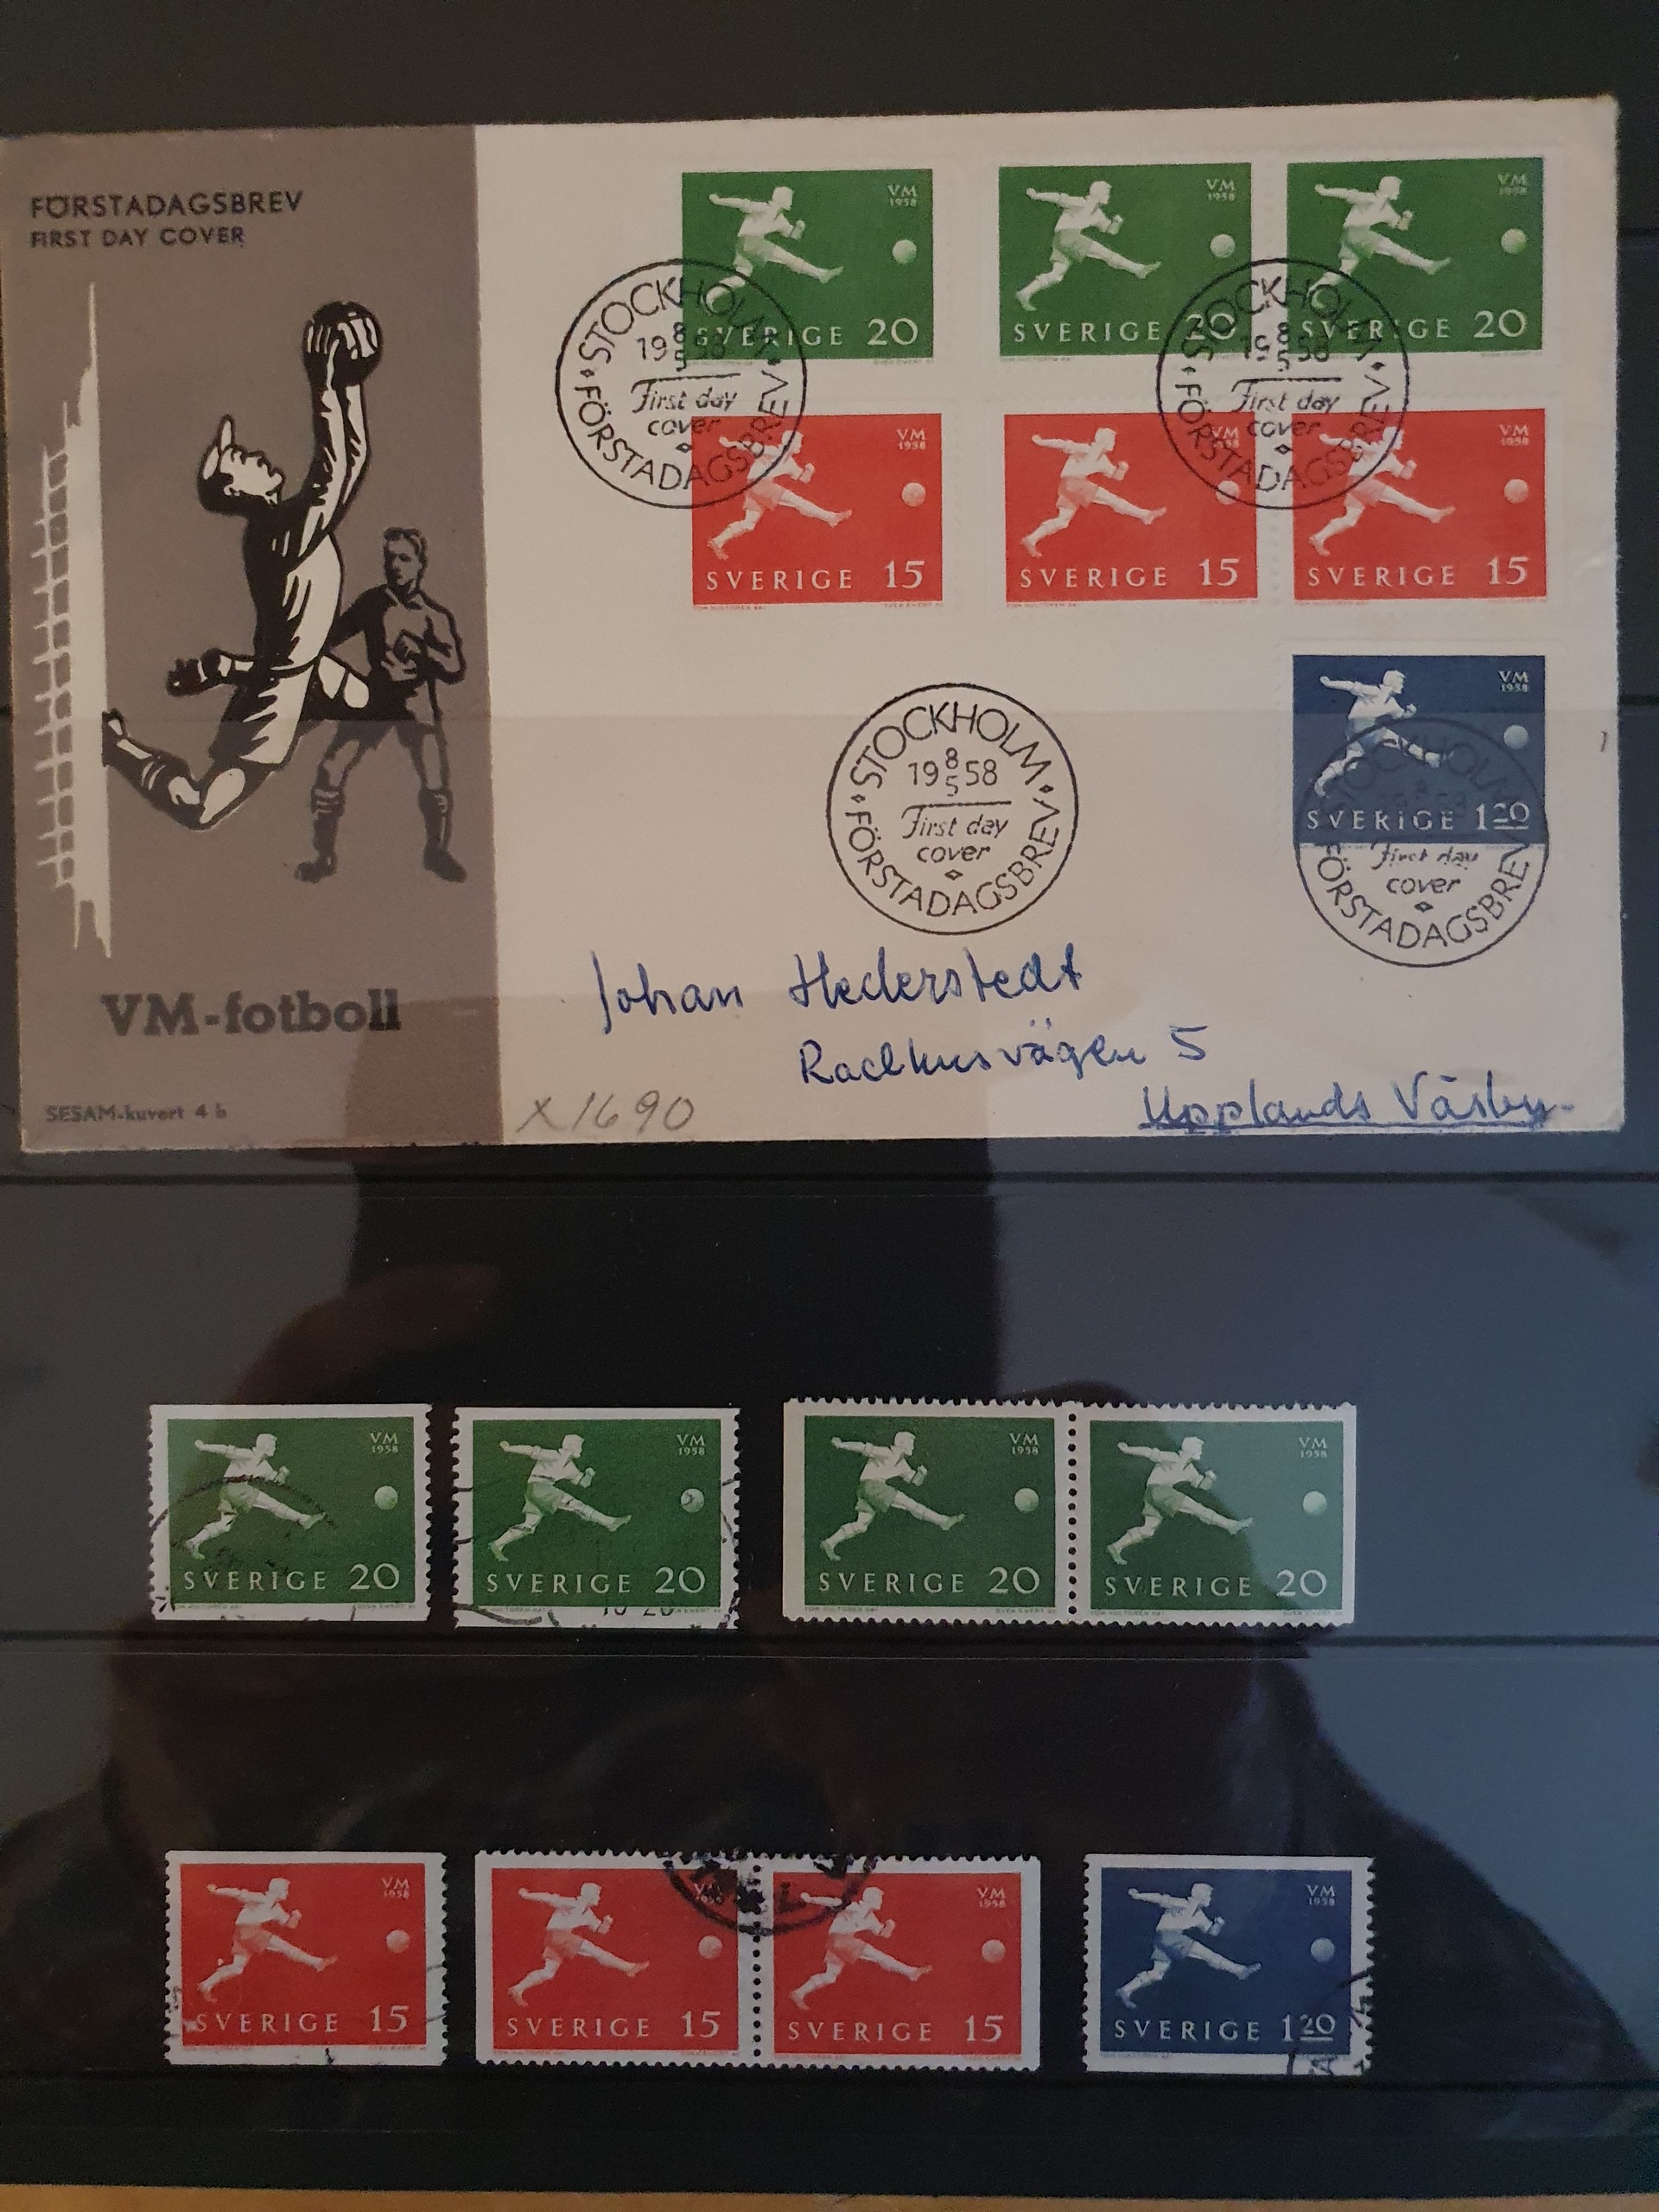 FÖRSTADAGSBREV
FIRST DAY COVER
VM-fotboll
SESAM-kuvert 4 b
VM
1958
SVERIGE 20
VM
1958
SVERIGE 20
VM
1958
SVERIGE 20
STOCKHOLM
19 8/5 58
First day
cover
FÖRSTADAGSBREV
STOCKHOLM
19 8/5 58
First day
cover
FÖRSTADAGSBREV
VM
1958
SVERIGE 15
VM
1958
SVERIGE 15
VM
1958
SVERIGE 15
VM
1958
SVERIGE 1 20
STOCKHOLM
19 8/5 58
First day
cover
FÖRSTADAGSBREV
STOCKHOLM
First day
cover
FÖRSTADAGSBREV
Johan Hederstedt
Radhusvägen 5
Upplands Väsby
X1690
VM
1958
SVERIGE 20
VM
1958
SVERIGE 20
VM
1958
SVERIGE 20
VM
1958
SVERIGE 20
VM
1958
SVERIGE 15
VM
1958
SVERIGE 15
VM
1958
SVERIGE 15
VM
1958
SVERIGE 1 20